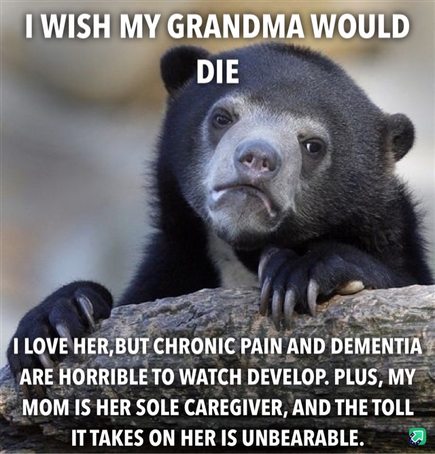 I WISH MY GRANDMA WOULD
DIE
I LOVE HER,BUT CHRONIC PAIN AND DEMENTIA
ARE HORRIBLE TO WATCH DEVELOP. PLUS, MY
MOM IS HER SOLE CAREGIVER, AND THE TOLL
IT TAKES ON HER IS UNBEARABLE.